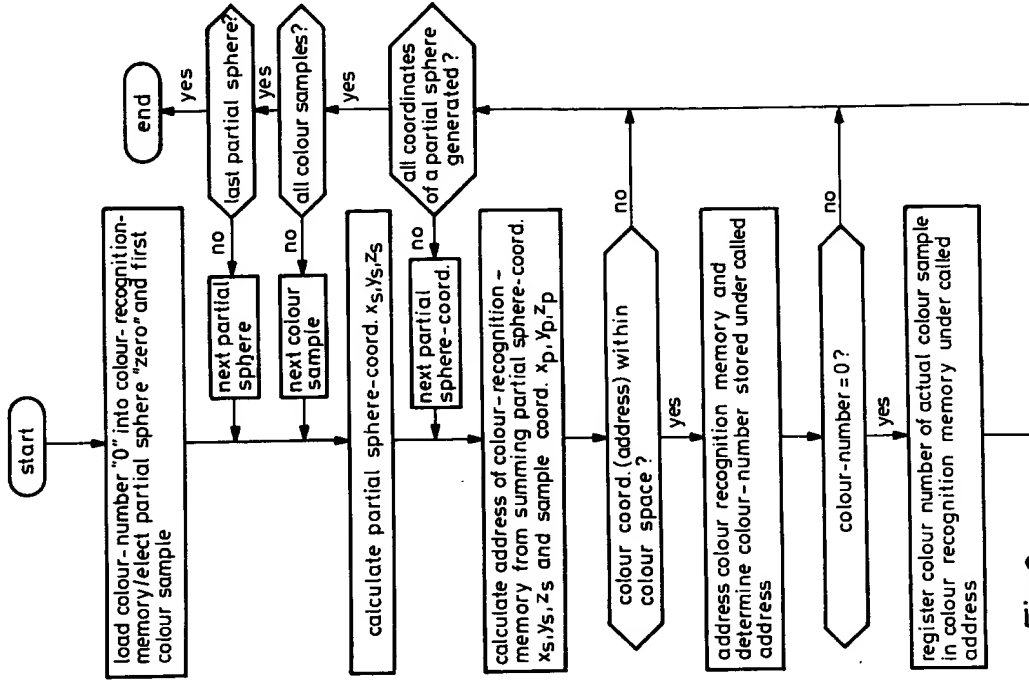 start
load colour-number "0" into colour-recognition-
memory/elect partial sphere "zero" and first
colour sample
next partial
sphere
no
last partial sphere?
yes
end
next colour
sample
no
all colour samples?
yes
calculate partial sphere-coord. xs,ys,zs
next partial
sphere-coord.
no
all coordinates
of a partial sphere
generated?
yes
calculate address of colour-recognition-
memory from summing partial sphere-coord.
xs,ys,zs and sample coord. xp,yp,zp
colour coord.(address) within
colour space?
no
yes
address colour recognition memory and
determine colour-number stored under called
address
colour-number=0?
no
yes
register colour number of actual colour sample
in colour recognition memory under called
address